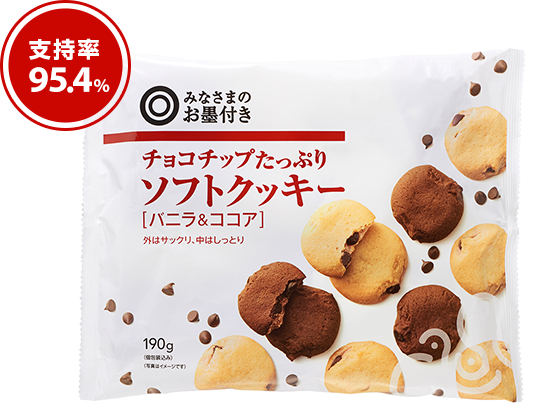 支持率
95.4%
みなさまの
お墨付き
チョコチップたっぷり
ソフトクッキー
[バニラ&ココア]
外はサックリ、中はしっとり
190g
(個包装込み)
(写真はイメージです)